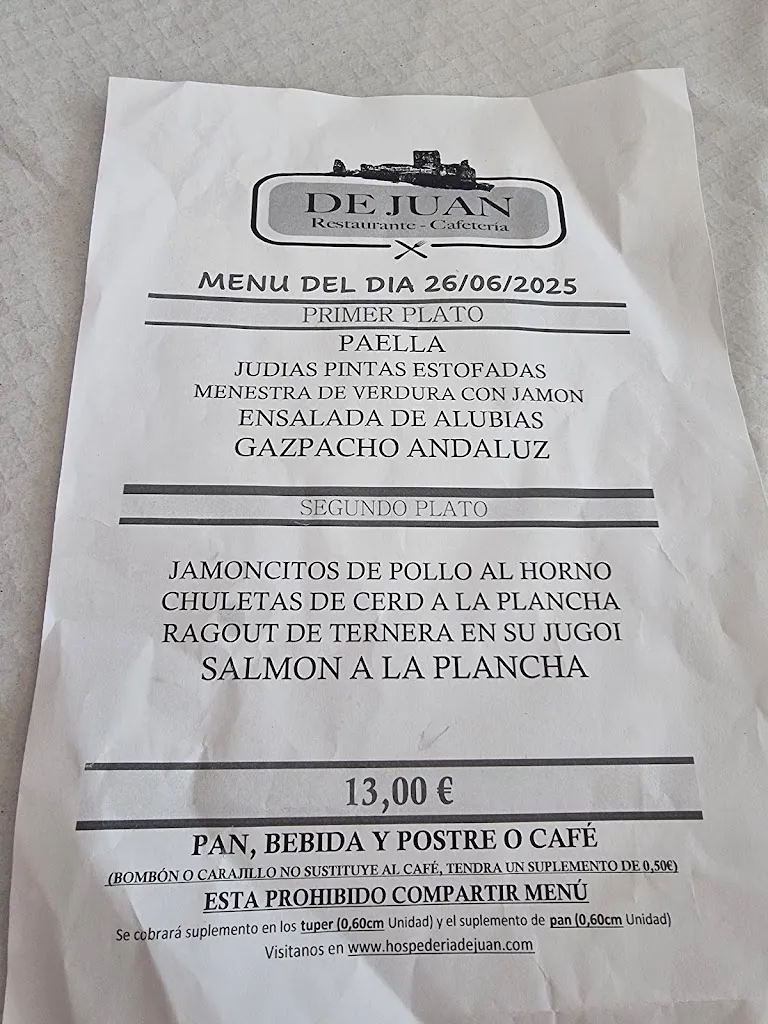 DE JUAN
Restaurante - Cafetería
MENU DEL DIA 26/06/2025
PRIMER PLATO
PAELLA
JUDIAS PINTAS ESTOFADAS
MENESTRA DE VERDURA CON JAMON
ENSALADA DE ALUBIAS
GAZPACHO ANDALUZ
SEGUNDO PLATO
JAMONCITOS DE POLLO AL HORNO
CHULETAS DE CERD A LA PLANCHA
RAGOUT DE TERNERA EN SU JUGOI
SALMON A LA PLANCHA
13,00 €
PAN, BEBIDA Y POSTRE O CAFÉ
(BOMBÓN O CARAJILLO NO SUSTITUYE AL CAFÉ, TENDRA UN SUPLEMENTO DE 0,50€)
ESTA PROHIBIDO COMPARTIR MENÚ
Se cobrará suplemento en los tuper (0,60cm Unidad) y el suplemento de pan (0,60cm Unidad)
Visitanos en www.hospederiadejuan.com